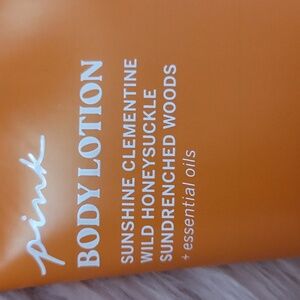 pink
BODY LOTION
SUNSHINE CLEMENTINE
WILD HONEYSUCKLE
SUNDRENCHED WOODS
+ essential oils